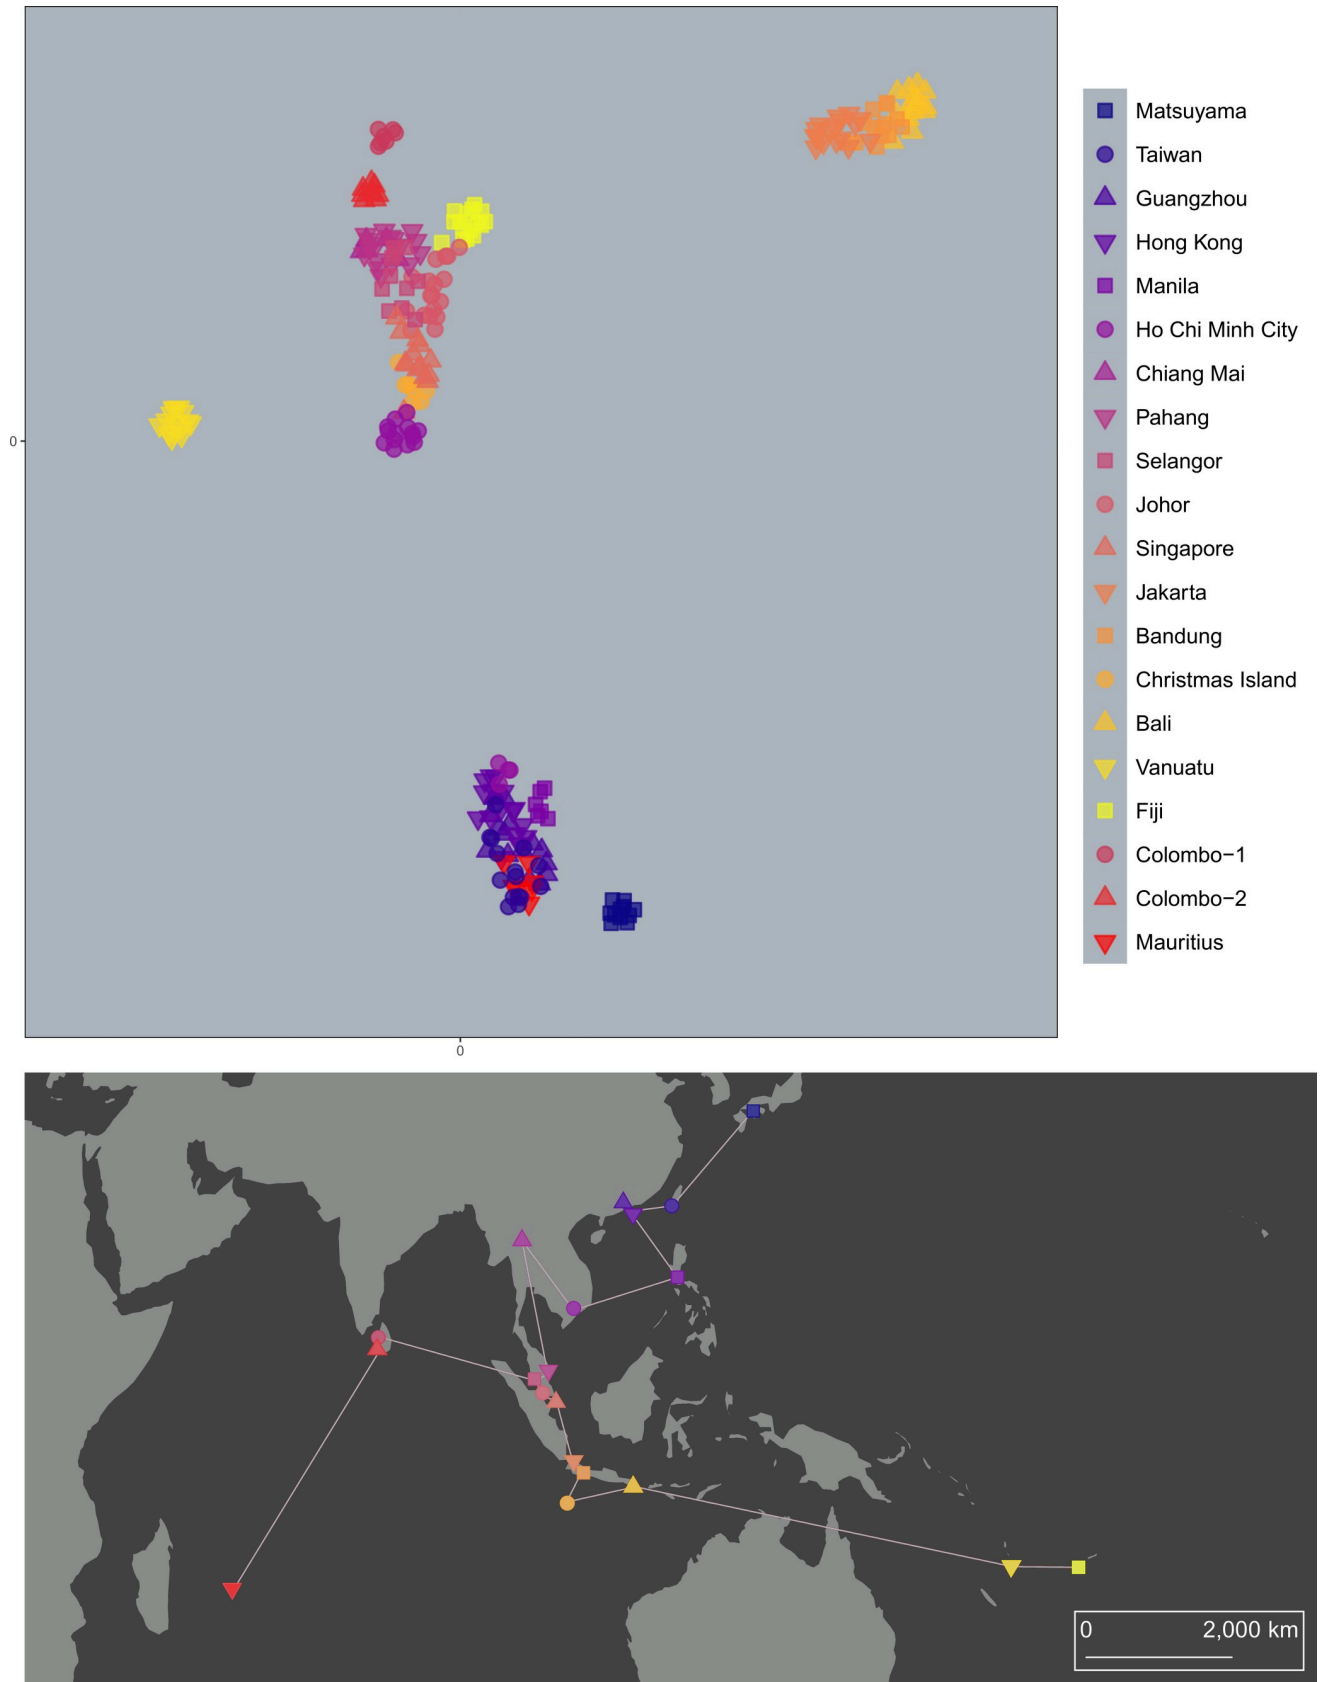 Matsuyama
Taiwan
Guangzhou
Hong Kong
Manila
Ho Chi Minh City
Chiang Mai
Pahang
Selangor
Johor
Singapore
Jakarta
Bandung
Christmas Island
Bali
Vanuatu
Fiji
Colombo−1
Colombo−2
Mauritius
0
0
0 2,000 km